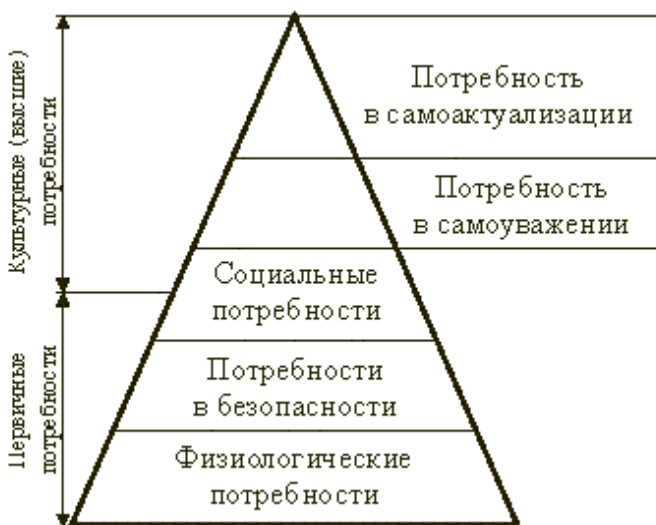 Культурные (высшие)
потребности
Первичные
потребности
Потребность
в самоактуализации
Потребность
в самоуважении
Социальные
потребности
Потребности
в безопасности
Физиологические
потребности